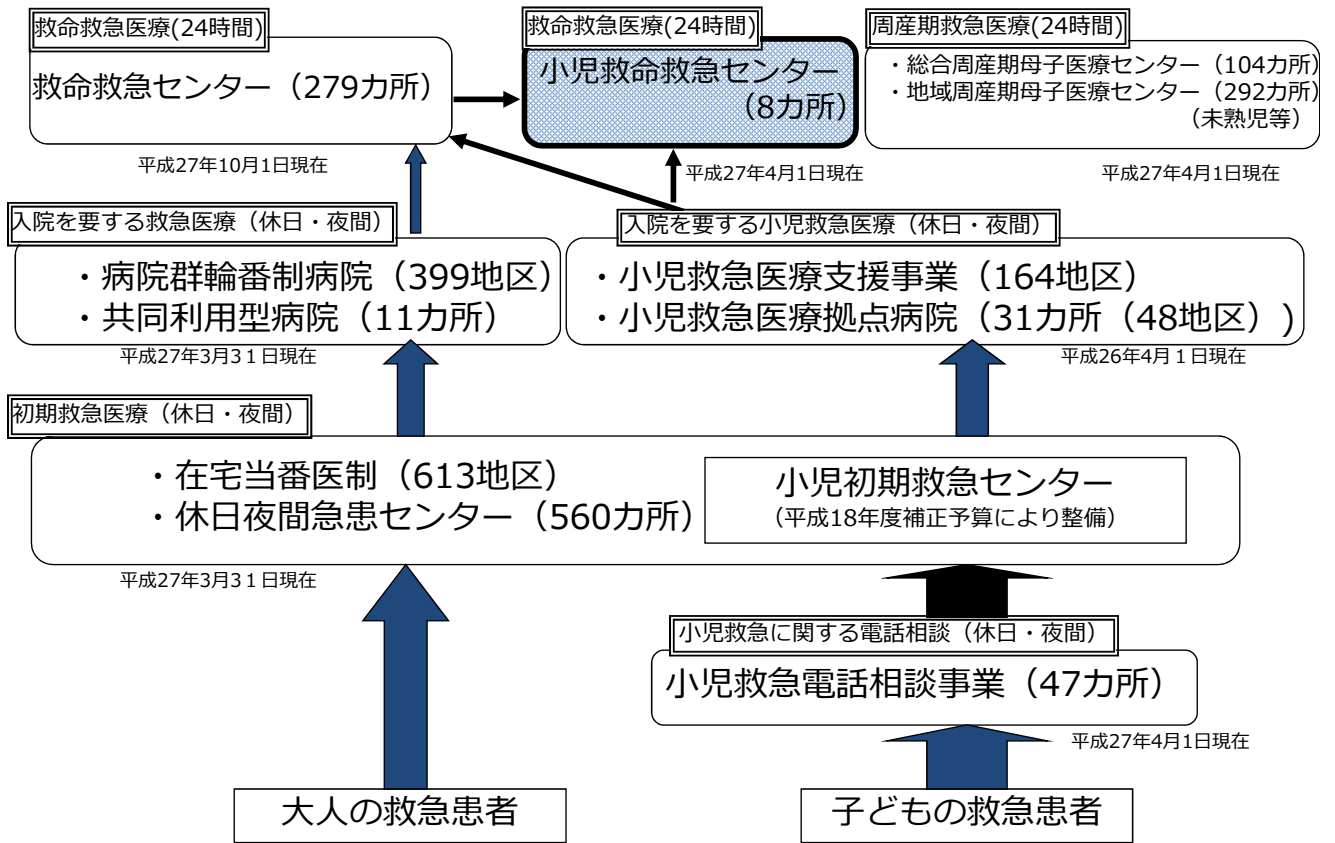 救命救急医療(24時間)
救命救急センター（279カ所）
平成27年10月1日現在
救命救急医療(24時間)
小児救命救急センター
（8カ所）
平成27年4月1日現在
周産期救急医療(24時間)
・総合周産期母子医療センター（104カ所）
・地域周産期母子医療センター（292カ所）
（未熟児等）
平成27年4月1日現在
入院を要する救急医療（休日・夜間）
・病院群輪番制病院（399地区）
・共同利用型病院（11カ所）
平成27年3月3１日現在
入院を要する小児救急医療（休日・夜間）
・小児救急医療支援事業（164地区）
・小児救急医療拠点病院（31カ所（48地区）)
平成26年4月１日現在
初期救急医療（休日・夜間）
・在宅当番医制（613地区）
・休日夜間急患センター（560カ所）
小児初期救急センター
（平成18年度補正予算により整備）
平成27年3月3１日現在
小児救急に関する電話相談（休日・夜間）
小児救急電話相談事業（47カ所）
平成27年4月1日現在
大人の救急患者
子どもの救急患者